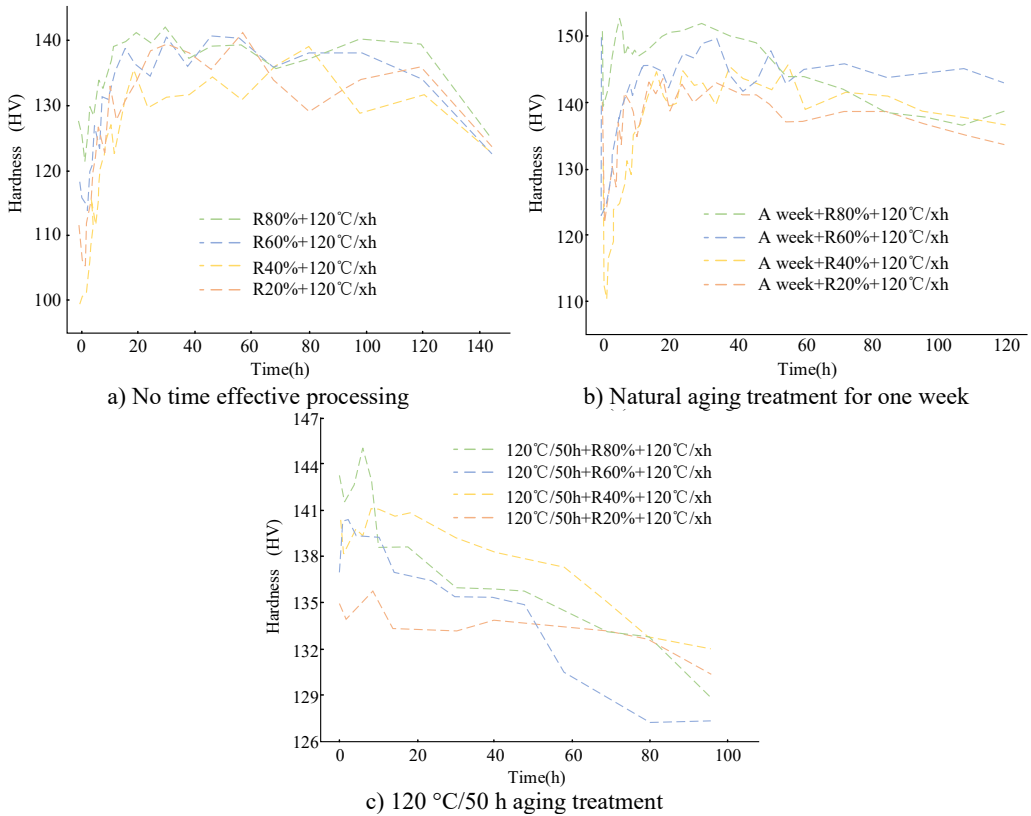 140
130
120
110
100
Hardness (HV)
R80%+120℃/xh
R60%+120℃/xh
R40%+120℃/xh
R20%+120℃/xh
0 20 40 60 80 100 120 140
Time(h)
a) No time effective processing
150
140
130
120
110
Hardness (HV)
A week+R80%+120℃/xh
A week+R60%+120℃/xh
A week+R40%+120℃/xh
A week+R20%+120℃/xh
0 20 40 60 80 100 120
Time(h)
b) Natural aging treatment for one week
147
144
141
138
135
132
129
126
Hardness (HV)
120℃/50h+R80%+120℃/xh
120℃/50h+R60%+120℃/xh
120℃/50h+R40%+120℃/xh
120℃/50h+R20%+120℃/xh
0 20 40 60 80 100
Time(h)
c) 120 °C/50 h aging treatment